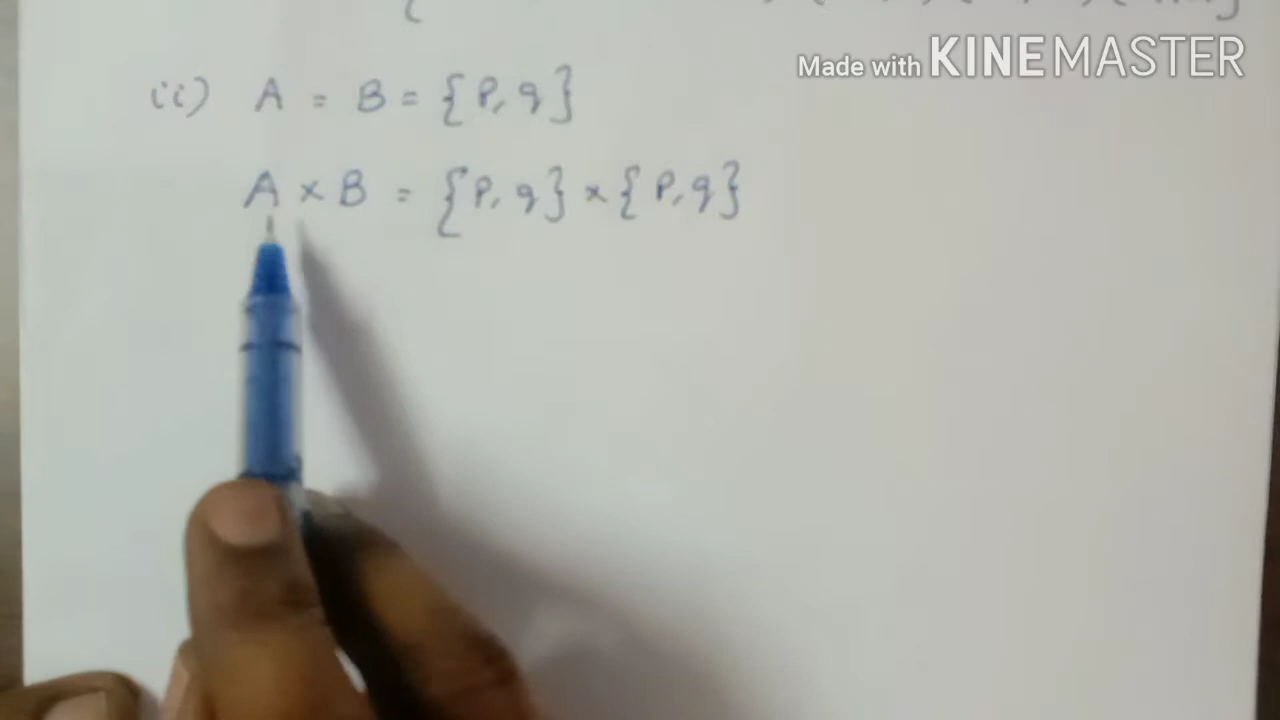 Made with KINEMASTER
(ii) A = B = {P, q}
A × B = {P, q} × {P, q}